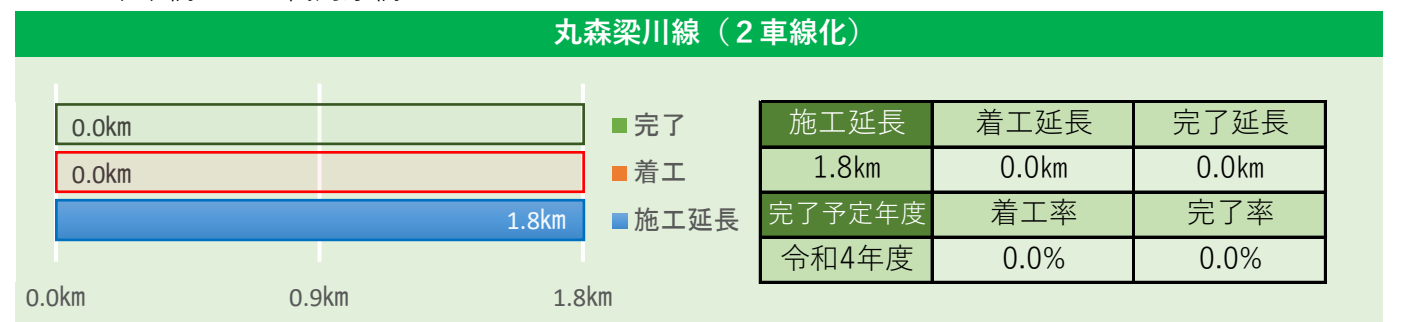 丸森梁川線（２車線化）
0.0km
0.0km
1.8km
0.0km 0.9km 1.8km
完了
着工
施工延長
施工延長 着工延長 完了延長
1.8km 0.0km 0.0km
完了予定年度 着工率 完了率
令和4年度 0.0% 0.0%